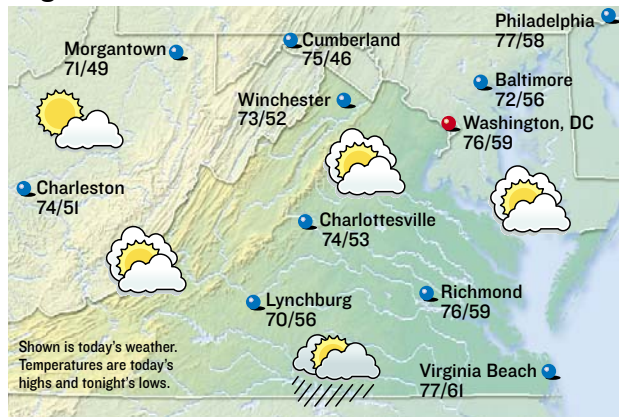 Philadelphia
77/58
Morgantown
71/49
Cumberland
75/46
Baltimore
72/56
Winchester
73/52
Washington, DC
76/59
Charleston
74/51
Charlottesville
74/53
Lynchburg
70/56
Richmond
76/59
Shown is today's weather.
Temperatures are today's
highs and tonight's lows.
Virginia Beach
77/61